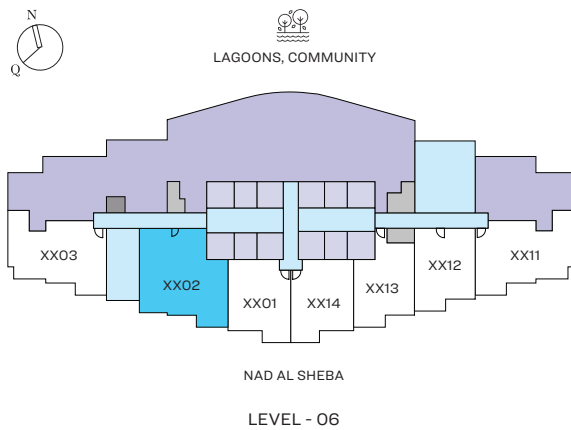 N
Q
LAGOONS, COMMUNITY
XX03
XX02
XX01
XX14
XX13
XX12
XX11
NAD AL SHEBA
LEVEL - 06